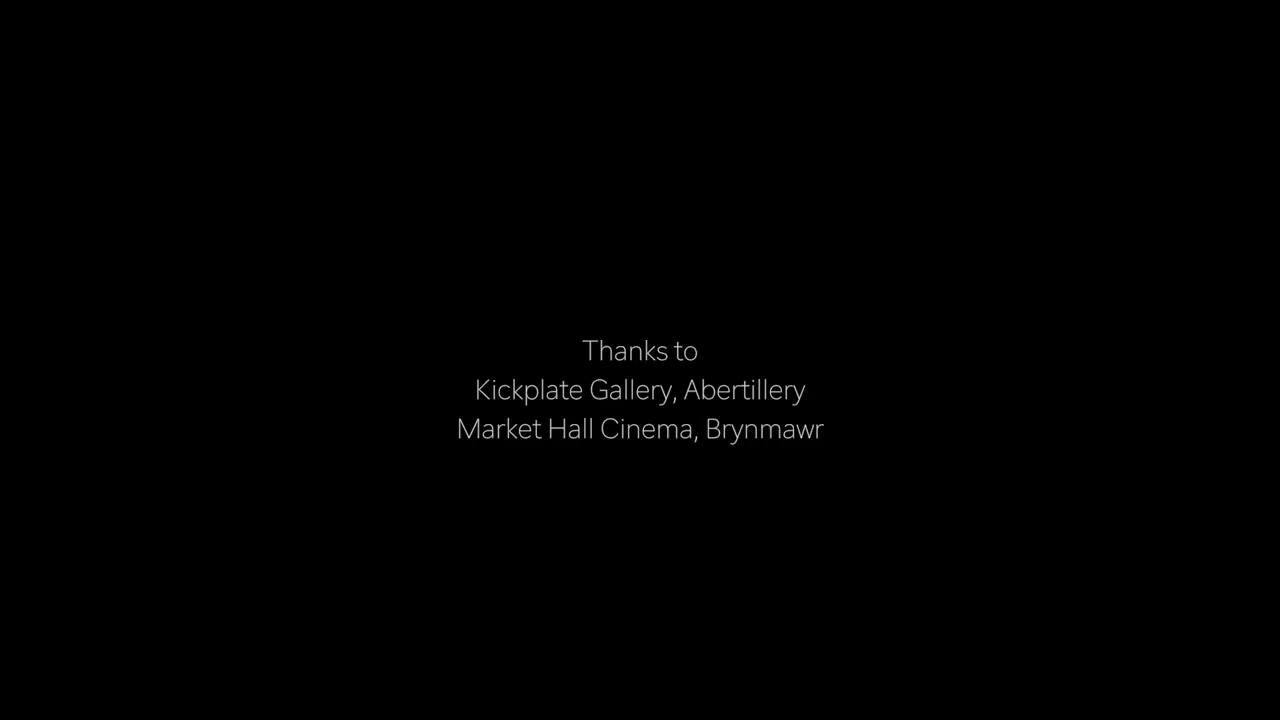 Thanks to
Kickplate Gallery, Abertillery
Market Hall Cinema, Brynmawr